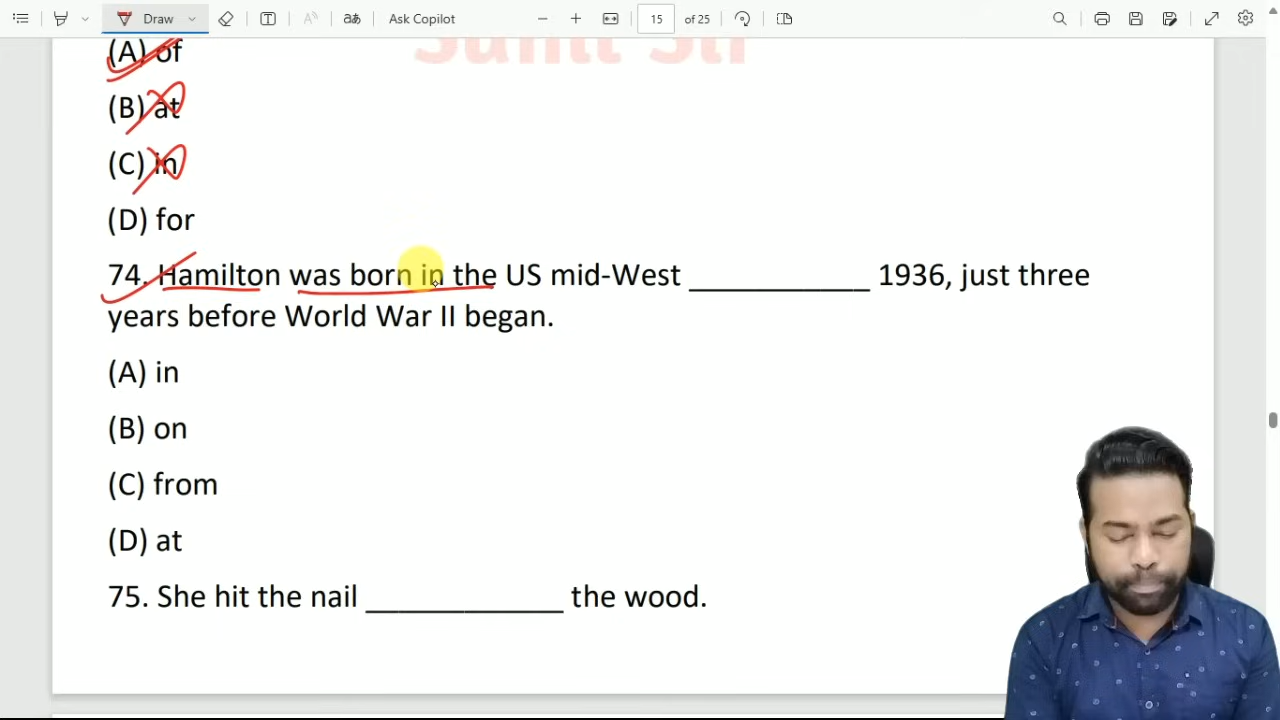 Draw
Ask Copilot
15 of 25
Sunil Sir
(A) of
(B) at
(C) in
(D) for
74. Hamilton was born in the US mid-West ____________ 1936, just three
years before World War II began.
(A) in
(B) on
(C) from
(D) at
75. She hit the nail _____________ the wood.